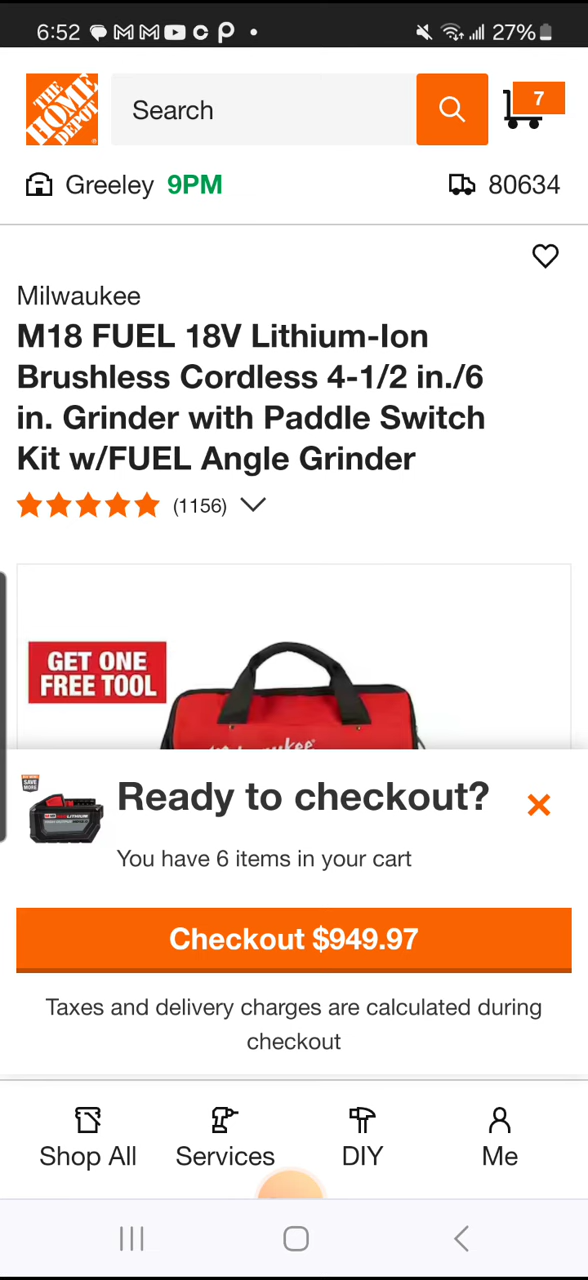 6:52
27%
THE HOME DEPOT
Search
7
Greeley 9PM
80634
Milwaukee
M18 FUEL 18V Lithium-Ion
Brushless Cordless 4-1/2 in./6
in. Grinder with Paddle Switch
Kit w/FUEL Angle Grinder
(1156)
GET ONE
FREE TOOL
Milwaukee
SAVE
MORE
Ready to checkout?
You have 6 items in your cart
Checkout $949.97
Taxes and delivery charges are calculated during
checkout
Shop All
Services
DIY
Me